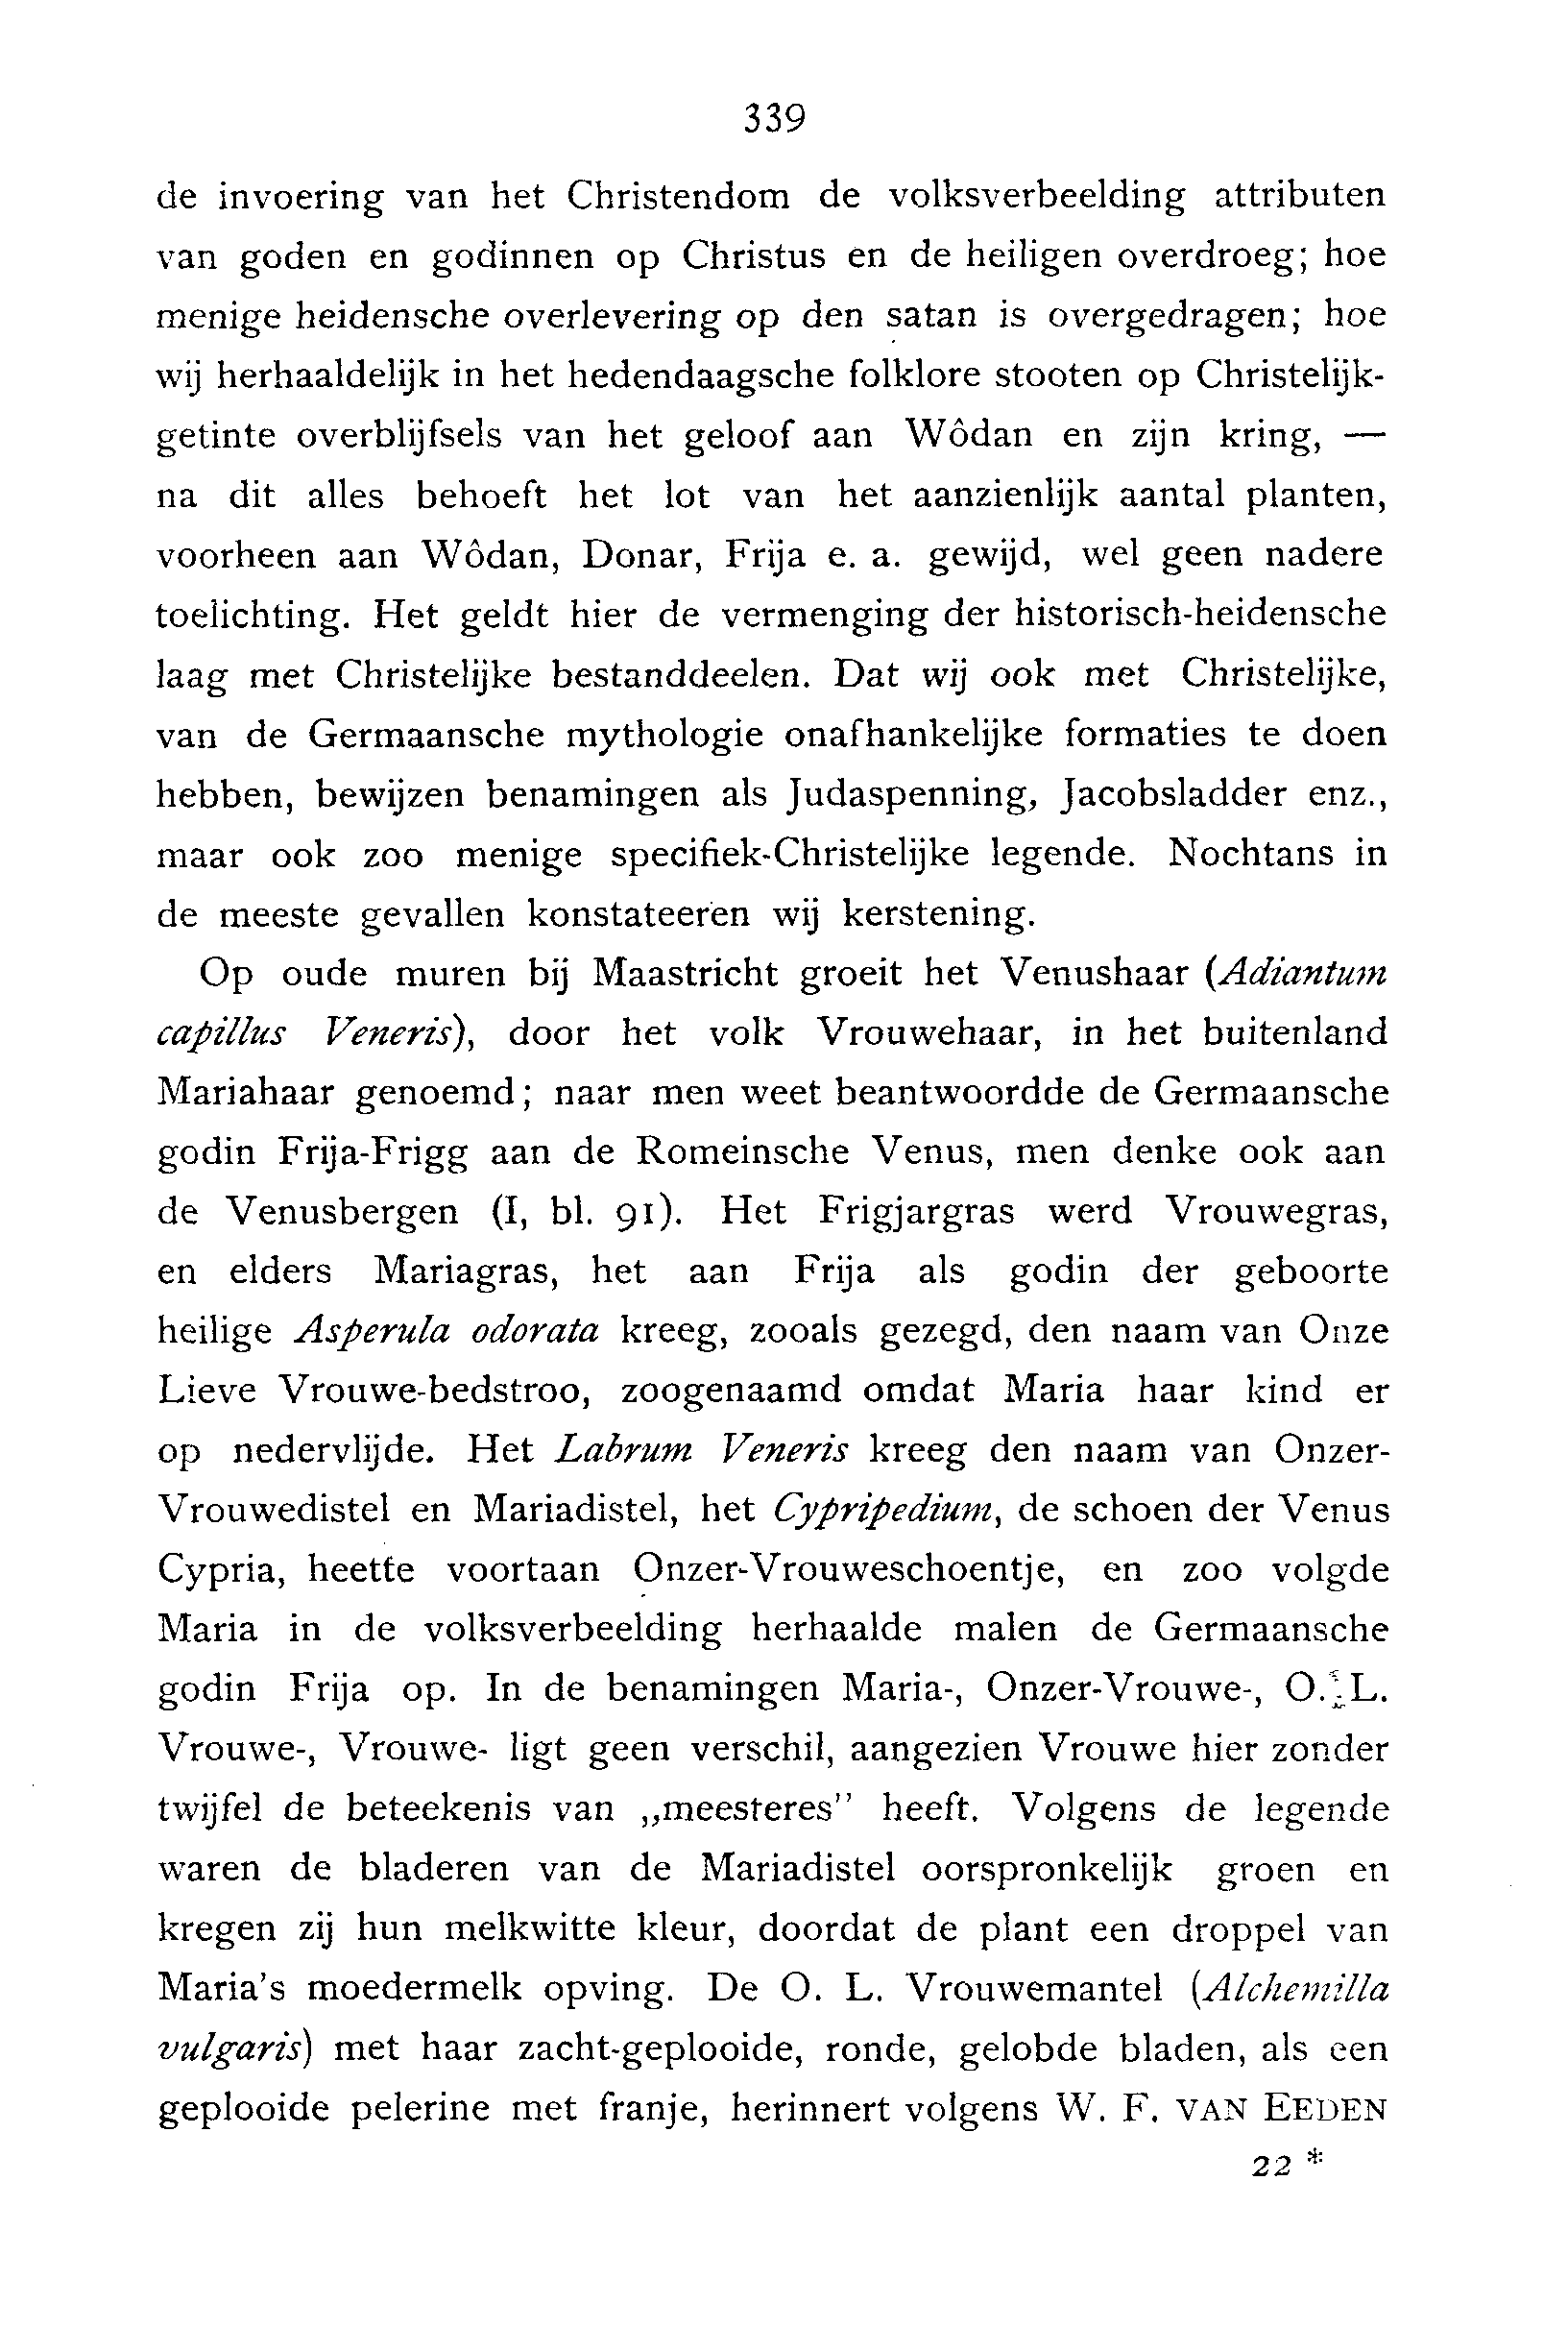 339
de invoering van het Christendom de volksverbeelding attributen
van goden en godinnen op Christus en de heiligen overdroeg; hoe
menige heidensche overlevering op den satan is overgedragen; hoe
wij herhaaldelijk in het hedendaagsche folklore stooten op Christelijk-
getinte overblijfsels van het geloof aan Wôdan en zijn kring, —
na dit alles behoeft het lot van het aanzienlijk aantal planten,
voorheen aan Wôdan, Donar, Frija e. a. gewijd, wel geen nadere
toelichting. Het geldt hier de vermenging der historisch-heidensche
laag met Christelijke bestanddeelen. Dat wij ook met Christelijke,
van de Germaansche mythologie onafhankelijke formaties te doen
hebben, bewijzen benamingen als Judaspenning, Jacobsladder enz.,
maar ook zoo menige specifiek-Christelijke legende. Nochtans in
de meeste gevallen konstateeren wij kerstening.
Op oude muren bij Maastricht groeit het Venushaar (Adiantum
capillus Veneris), door het volk Vrouwehaar, in het buitenland
Mariahaar genoemd; naar men weet beantwoordde de Germaansche
godin Frija-Frigg aan de Romeinsche Venus, men denke ook aan
de Venusbergen (I, bl. 91). Het Frigjargras werd Vrouwegras,
en elders Mariagras, het aan Frija als godin der geboorte
heilige Asperula odorata kreeg, zooals gezegd, den naam van Onze
Lieve Vrouwe-bedstroo, zoogenaamd omdat Maria haar kind er
op nedervlijde. Het Labrum Veneris kreeg den naam van Onzer-
Vrouwedistel en Mariadistel, het Cypripedium, de schoen der Venus
Cypria, heette voortaan Onzer-Vrouweschoentje, en zoo volgde
Maria in de volksverbeelding herhaalde malen de Germaansche
godin Frija op. In de benamingen Maria-, Onzer-Vrouwe-, O. L.
Vrouwe-, Vrouwe- ligt geen verschil, aangezien Vrouwe hier zonder
twijfel de beteekenis van „meesteres” heeft. Volgens de legende
waren de bladeren van de Mariadistel oorspronkelijk groen en
kregen zij hun melkwitte kleur, doordat de plant een droppel van
Maria's moedermelk opving. De O. L. Vrouwemantel (Alchemilla
vulgaris) met haar zacht-geplooide, ronde, gelobde bladen, als een
geplooide pelerine met franje, herinnert volgens W. F. VAN EEDEN
22 *